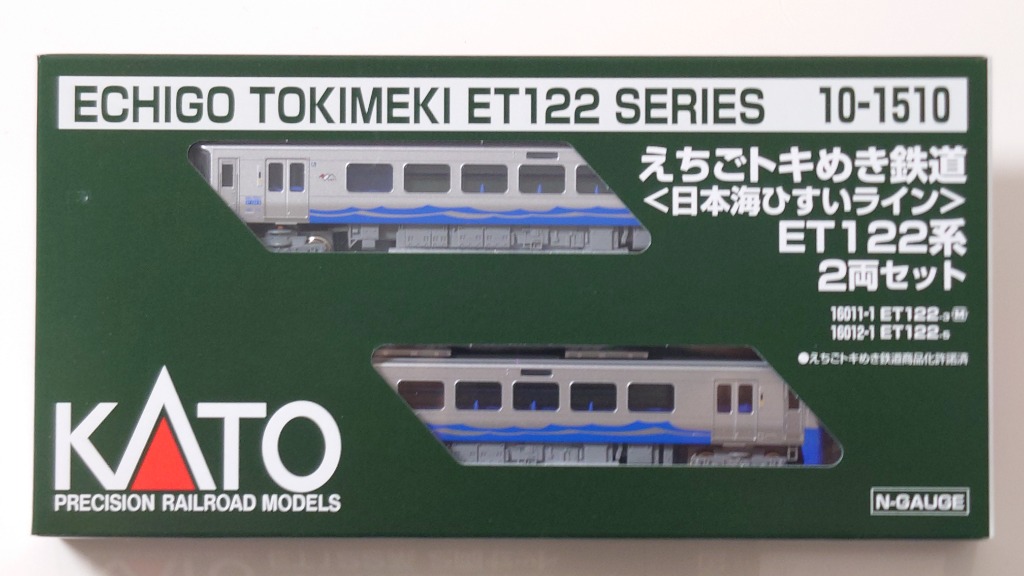 ECHIGO TOKIMEKI ET122 SERIES 10-1510
えちごトキめき鉄道
<日本海ひすいライン>
ET122系
2両セット
16011-1 ET122-3 M
16012-1 ET122-5
●えちごトキめき鉄道商品化許諾済
KATO
PRECISION RAILROAD MODELS
N-GAUGE